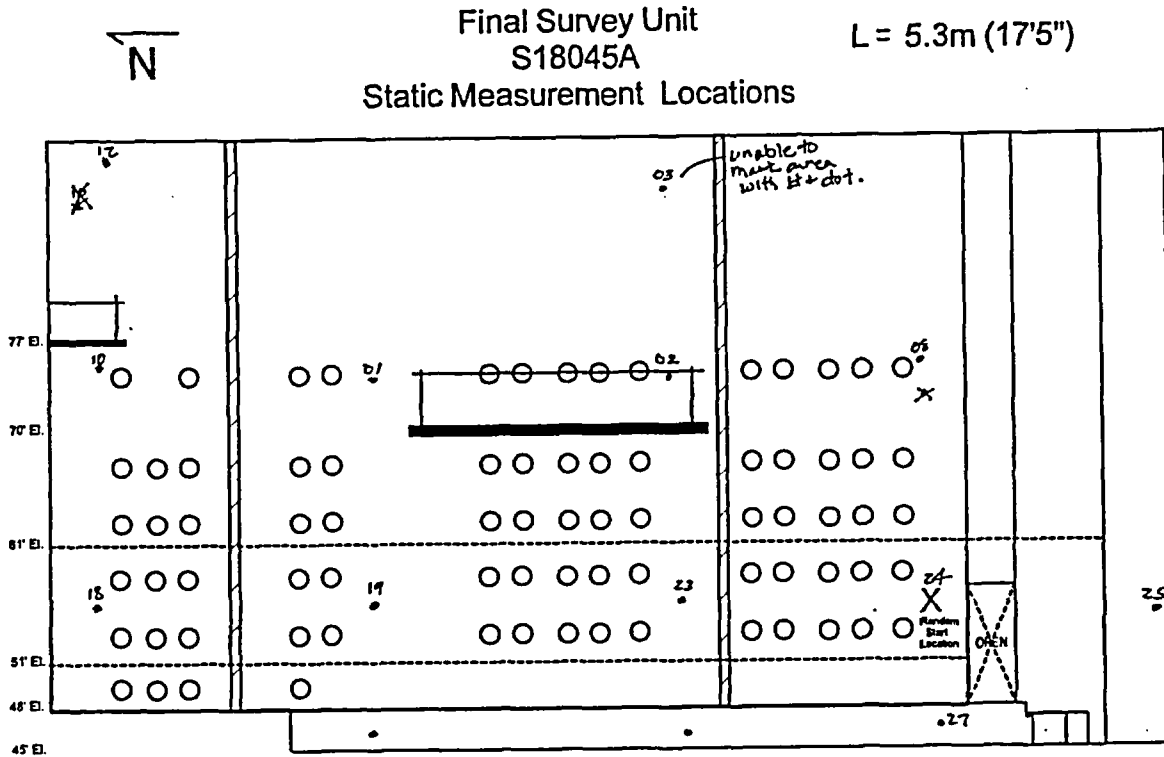 N
Final Survey Unit
S18045A
Static Measurement Locations
L = 5.3m (17'5")
12
03
unable to
mark area
with # + dot.
77' El.
01
02
70' El.
61' El.
18
19
23
24
X
Random
Start
Location
OPEN
25
51' El.
48' El.
27
45' El.